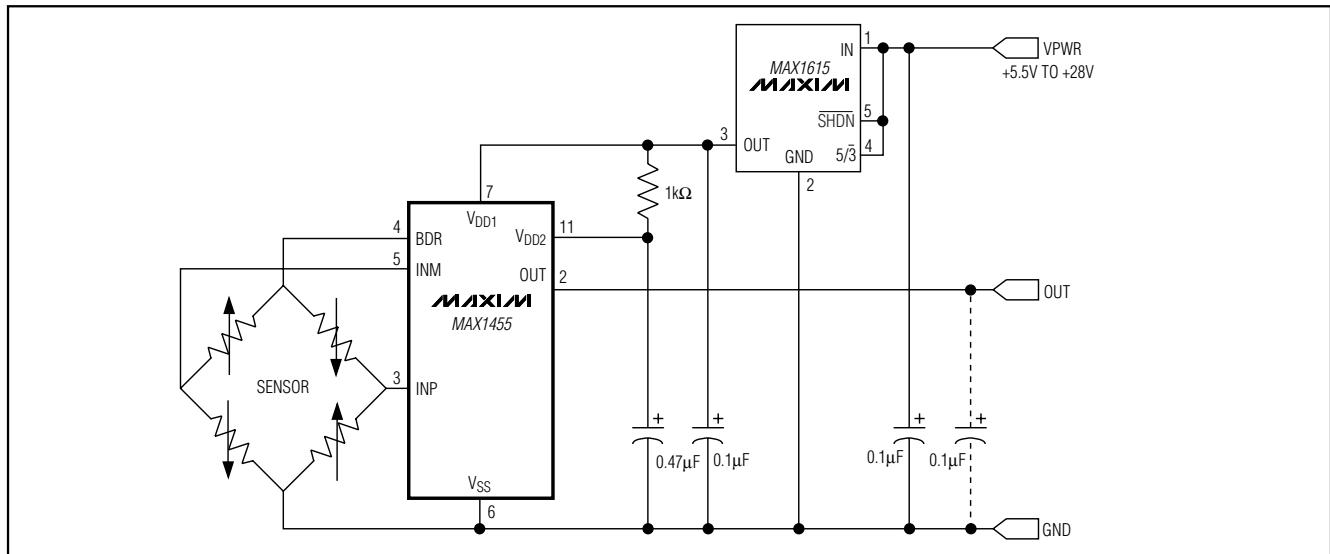 IN
1
VPWR
+5.5V TO +28V
MAX1615
MAXIM
SHDN
5
3
OUT
GND
5/3̅
4
2
1kΩ
7
VDD1
4
BDR
VDD2
11
5
INM
OUT
2
OUT
MAXIM
MAX1455
SENSOR
3
INP
+
+
+
+
0.47μF
0.1μF
0.1μF
0.1μF
VSS
6
GND